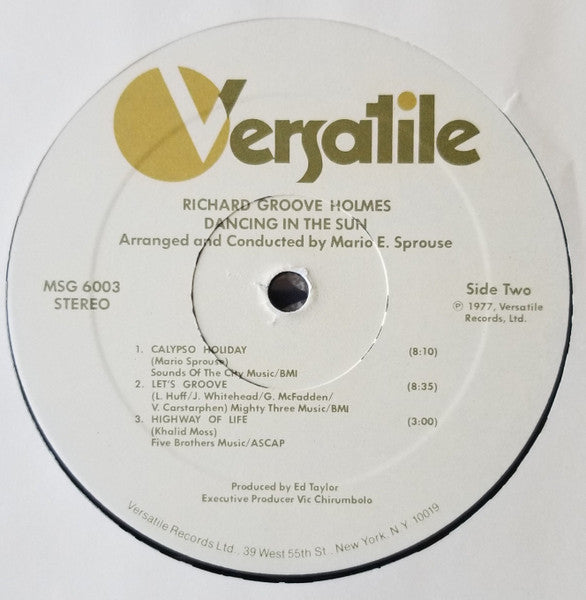 Versatile
RICHARD GROOVE HOLMES
DANCING IN THE SUN
Arranged and Conducted by Mario E. Sprouse
MSG 6003
STEREO
Side Two
℗ 1977, Versatile
Records, Ltd.
1. CALYPSO HOLIDAY (8:10)
(Mario Sprouse)
Sounds Of The City Music/BMI
2. LET'S GROOVE (8:35)
(L. Huff/J. Whitehead/G. McFadden/
V. Carstarphen) Mighty Three Music/BMI
3. HIGHWAY OF LIFE (3:00)
(Khalid Moss)
Five Brothers Music/ASCAP
Produced by Ed Taylor
Executive Producer Vic Chirumbolo
Versatile Records Ltd., 39 West 55th St., New York, N.Y. 10019